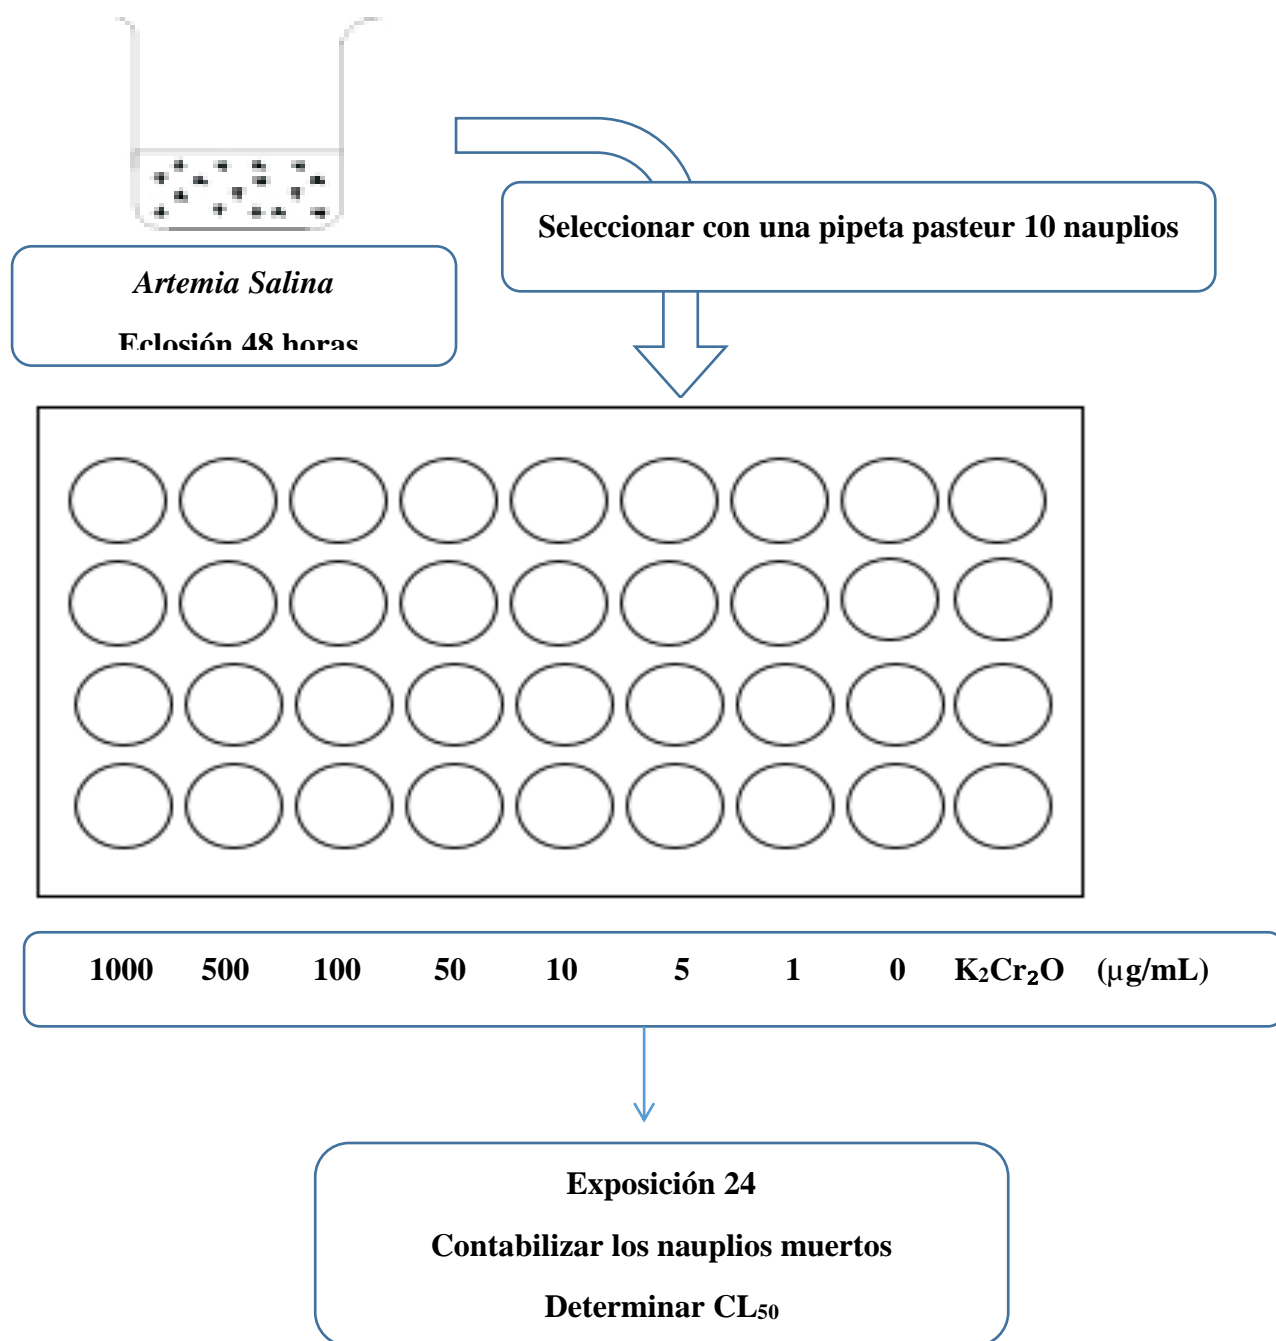 Seleccionar con una pipeta pasteur 10 nauplios
Artemia Salina
Eclosión 48 horas
1000 500 100 50 10 5 1 0 K₂Cr₂O (µg/mL)
Exposición 24
Contabilizar los nauplios muertos
Determinar CL₅₀